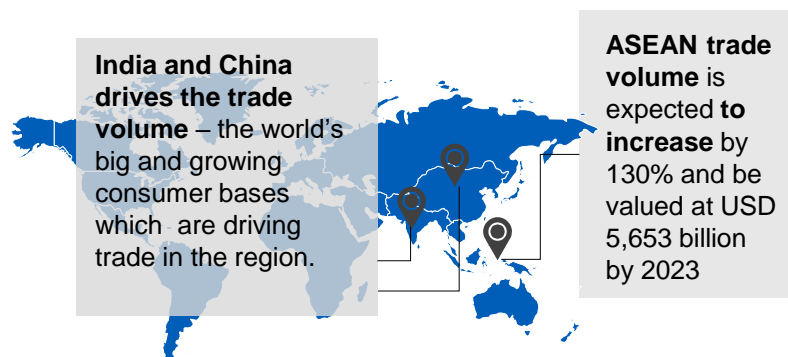 India and China
drives the trade
volume – the world's
big and growing
consumer bases
which are driving
trade in the region.
ASEAN trade
volume is
expected to
increase by
130% and be
valued at USD
5,653 billion
by 2023